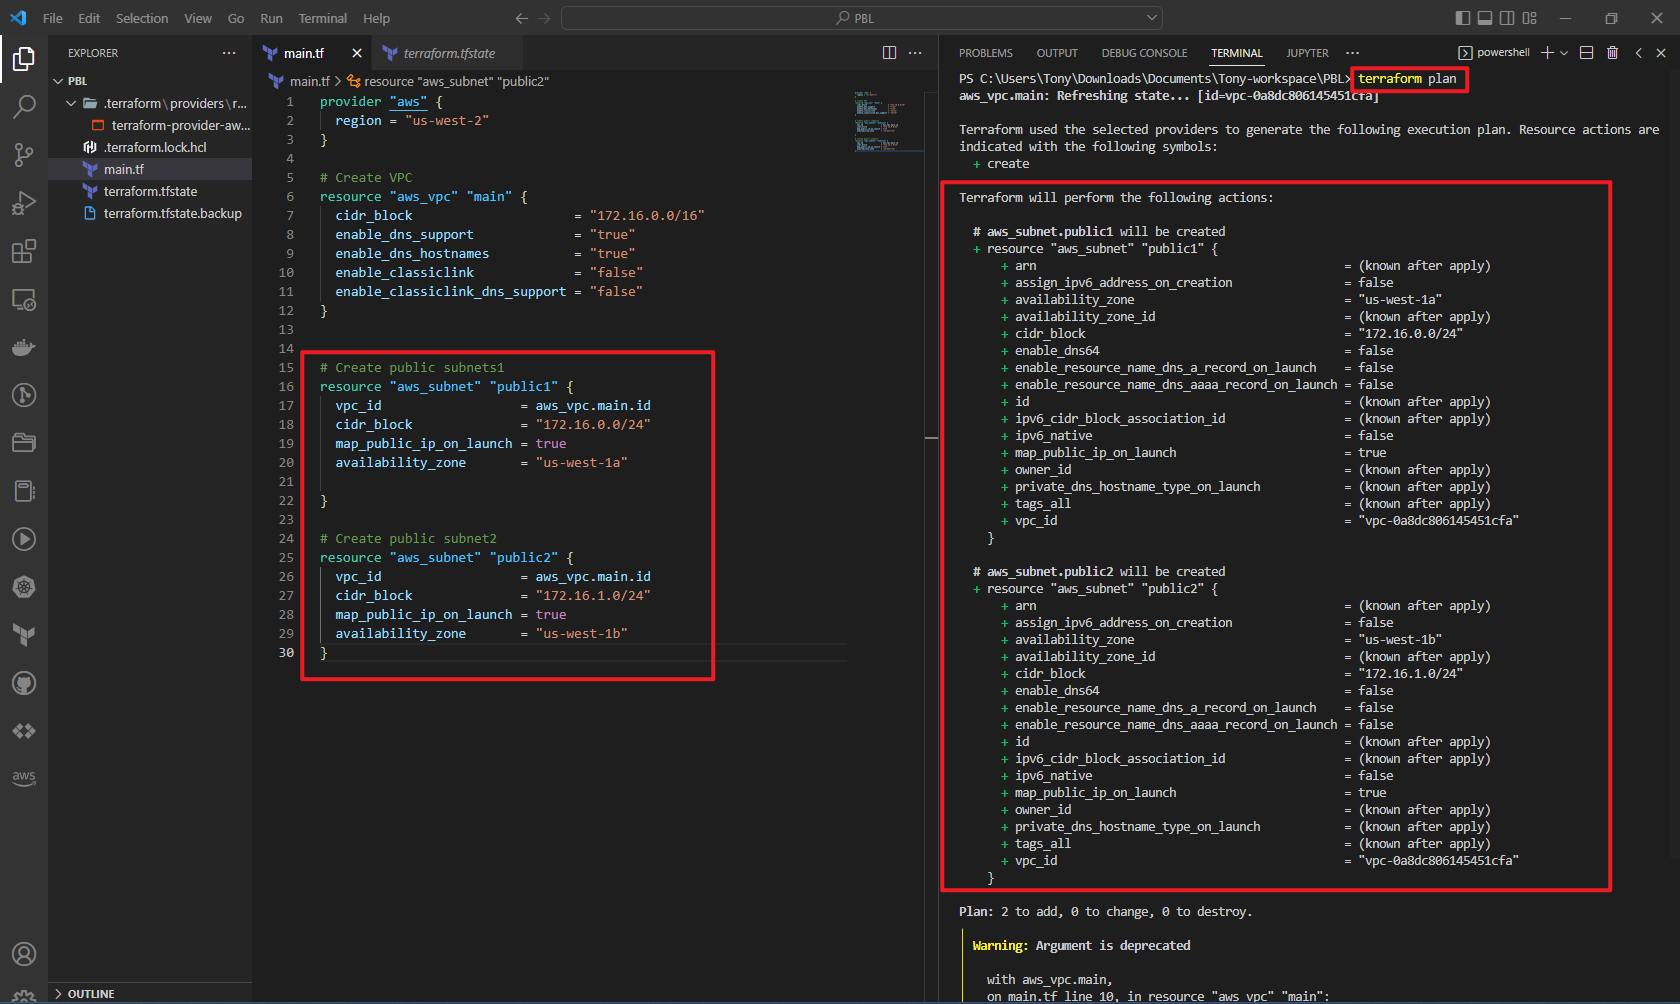 File Edit Selection View Go Run Terminal Help
PBL
EXPLORER
PBL
.terraform\providers\r...
terraform-provider-aw...
.terraform.lock.hcl
main.tf
terraform.tfstate
terraform.tfstate.backup
OUTLINE
aws
main.tf
terraform.tfstate
main.tf > resource "aws_subnet" "public2"
1 provider "aws" {
2 region = "us-west-2"
3 }
4
5 # Create VPC
6 resource "aws_vpc" "main" {
7 cidr_block = "172.16.0.0/16"
8 enable_dns_support = "true"
9 enable_dns_hostnames = "true"
10 enable_classiclink = "false"
11 enable_classiclink_dns_support = "false"
12 }
13
14
15 # Create public subnets1
16 resource "aws_subnet" "public1" {
17 vpc_id = aws_vpc.main.id
18 cidr_block = "172.16.0.0/24"
19 map_public_ip_on_launch = true
20 availability_zone = "us-west-1a"
21
22 }
23
24 # Create public subnet2
25 resource "aws_subnet" "public2" {
26 vpc_id = aws_vpc.main.id
27 cidr_block = "172.16.1.0/24"
28 map_public_ip_on_launch = true
29 availability_zone = "us-west-1b"
30 }
PROBLEMS OUTPUT DEBUG CONSOLE TERMINAL JUPYTER ... powershell
PS C:\Users\Tony\Downloads\Documents\Tony-workspace\PBL> terraform plan
aws_vpc.main: Refreshing state... [id=vpc-0a8dc806145451cfa]
Terraform used the selected providers to generate the following execution plan. Resource actions are
indicated with the following symbols:
+ create
Terraform will perform the following actions:
# aws_subnet.public1 will be created
+ resource "aws_subnet" "public1" {
+ arn = (known after apply)
+ assign_ipv6_address_on_creation = false
+ availability_zone = "us-west-1a"
+ availability_zone_id = (known after apply)
+ cidr_block = "172.16.0.0/24"
+ enable_dns64 = false
+ enable_resource_name_dns_a_record_on_launch = false
+ enable_resource_name_dns_aaaa_record_on_launch = false
+ id = (known after apply)
+ ipv6_cidr_block_association_id = (known after apply)
+ ipv6_native = false
+ map_public_ip_on_launch = true
+ owner_id = (known after apply)
+ private_dns_hostname_type_on_launch = (known after apply)
+ tags_all = (known after apply)
+ vpc_id = "vpc-0a8dc806145451cfa"
}
# aws_subnet.public2 will be created
+ resource "aws_subnet" "public2" {
+ arn = (known after apply)
+ assign_ipv6_address_on_creation = false
+ availability_zone = "us-west-1b"
+ availability_zone_id = (known after apply)
+ cidr_block = "172.16.1.0/24"
+ enable_dns64 = false
+ enable_resource_name_dns_a_record_on_launch = false
+ enable_resource_name_dns_aaaa_record_on_launch = false
+ id = (known after apply)
+ ipv6_cidr_block_association_id = (known after apply)
+ ipv6_native = false
+ map_public_ip_on_launch = true
+ owner_id = (known after apply)
+ private_dns_hostname_type_on_launch = (known after apply)
+ tags_all = (known after apply)
+ vpc_id = "vpc-0a8dc806145451cfa"
}
Plan: 2 to add, 0 to change, 0 to destroy.
Warning: Argument is deprecated
with aws_vpc.main,
on main.tf line 10, in resource "aws_vpc" "main":